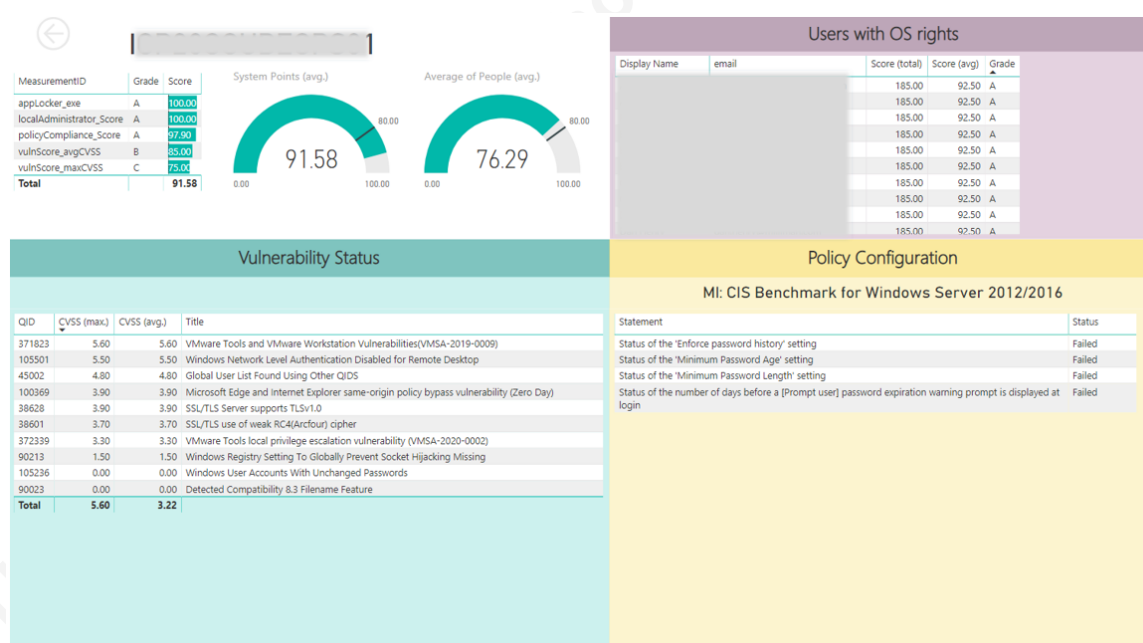 MeasurementID Grade Score
appLocker_exe A 100.00
localAdministrator_Score A 100.00
policyCompliance_Score A 97.90
vulnScore_avgCVSS B 85.00
vulnScore_maxCVSS C 75.00
Total 91.58
System Points (avg.)
80.00
91.58
0.00 100.00
Average of People (avg.)
80.00
76.29
0.00 100.00
Users with OS rights
Display Name email Score (total) Score (avg) Grade
185.00 92.50 A
185.00 92.50 A
185.00 92.50 A
185.00 92.50 A
185.00 92.50 A
185.00 92.50 A
185.00 92.50 A
185.00 92.50 A
185.00 92.50 A
185.00 92.50 A
Vulnerability Status
QID CVSS (max.) CVSS (avg.) Title
371823 5.60 5.60 VMware Tools and VMware Workstation Vulnerabilities(VMSA-2019-0009)
105501 5.50 5.50 Windows Network Level Authentication Disabled for Remote Desktop
45002 4.80 4.80 Global User List Found Using Other QIDS
100369 3.90 3.90 Microsoft Edge and Internet Explorer same-origin policy bypass vulnerability (Zero Day)
38628 3.90 3.90 SSL/TLS Server supports TLSv1.0
38601 3.70 3.70 SSL/TLS use of weak RC4(Arcfour) cipher
372339 3.30 3.30 VMware Tools local privilege escalation vulnerability (VMSA-2020-0002)
90213 1.50 1.50 Windows Registry Setting To Globally Prevent Socket Hijacking Missing
105236 0.00 0.00 Windows User Accounts With Unchanged Passwords
90023 0.00 0.00 Detected Compatibility 8.3 Filename Feature
Total 5.60 3.22
Policy Configuration
MI: CIS Benchmark for Windows Server 2012/2016
Statement Status
Status of the 'Enforce password history' setting Failed
Status of the 'Minimum Password Age' setting Failed
Status of the 'Minimum Password Length' setting Failed
Status of the number of days before a [Prompt user] password expiration warning prompt is displayed at Failed
login